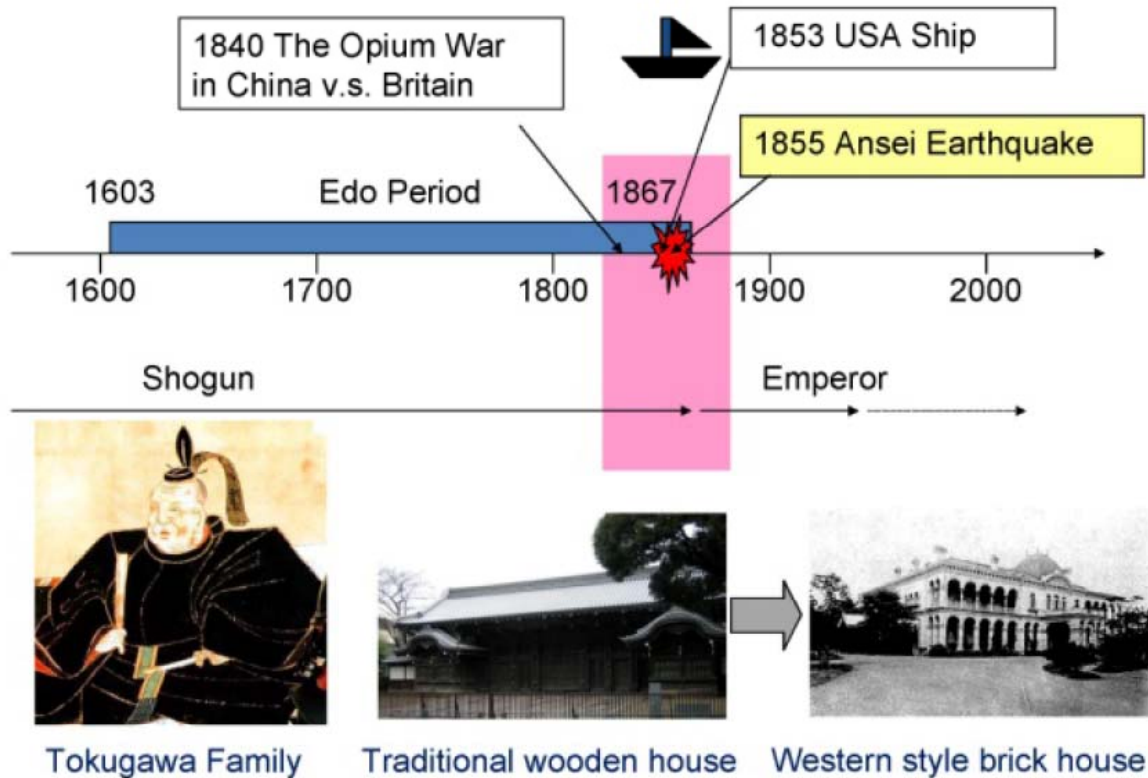 1840 The Opium War
in China v.s. Britain
1853 USA Ship
1855 Ansei Earthquake
1603
Edo Period
1867
1600
1700
1800
1900
2000
Shogun
Emperor
Tokugawa Family
Traditional wooden house
Western style brick house